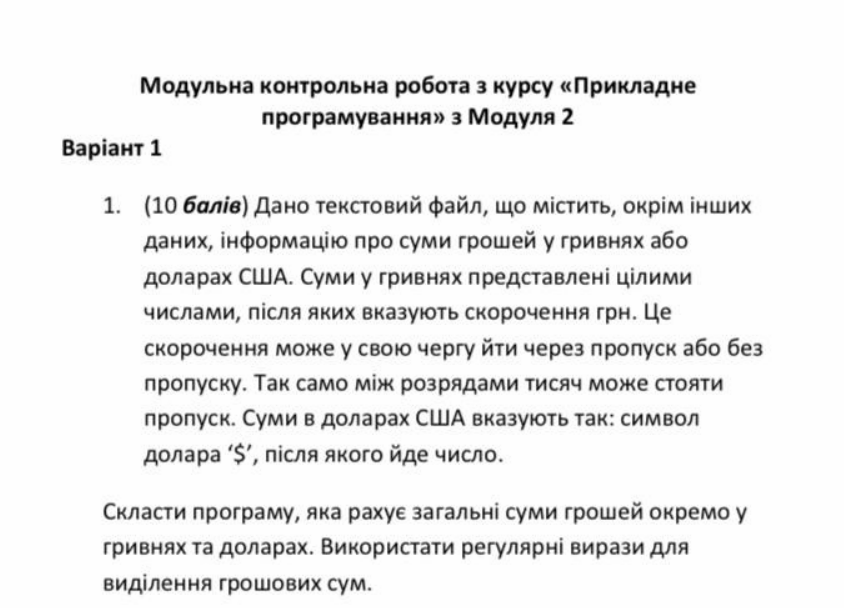 Модульна контрольна робота з курсу «Прикладне
програмування» з Модуля 2
Варіант 1
1. (10 балів) Дано текстовий файл, що містить, окрім інших
даних, інформацію про суми грошей у гривнях або
доларах США. Суми у гривнях представлені цілими
числами, після яких вказують скорочення грн. Це
скорочення може у свою чергу йти через пропуск або без
пропуску. Так само між розрядами тисяч може стояти
пропуск. Суми в доларах США вказують так: символ
долара ‘$’, після якого йде число.
Скласти програму, яка рахує загальні суми грошей окремо у
гривнях та доларах. Використати регулярні вирази для
виділення грошових сум.